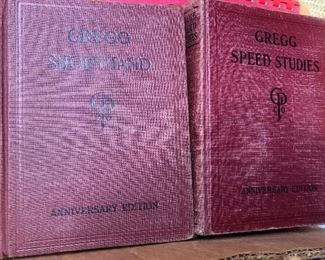 GREGG
SHORTHAND
ANNIVERSARY EDITION
GREGG
SPEED STUDIES
ANNIVERSARY EDITION